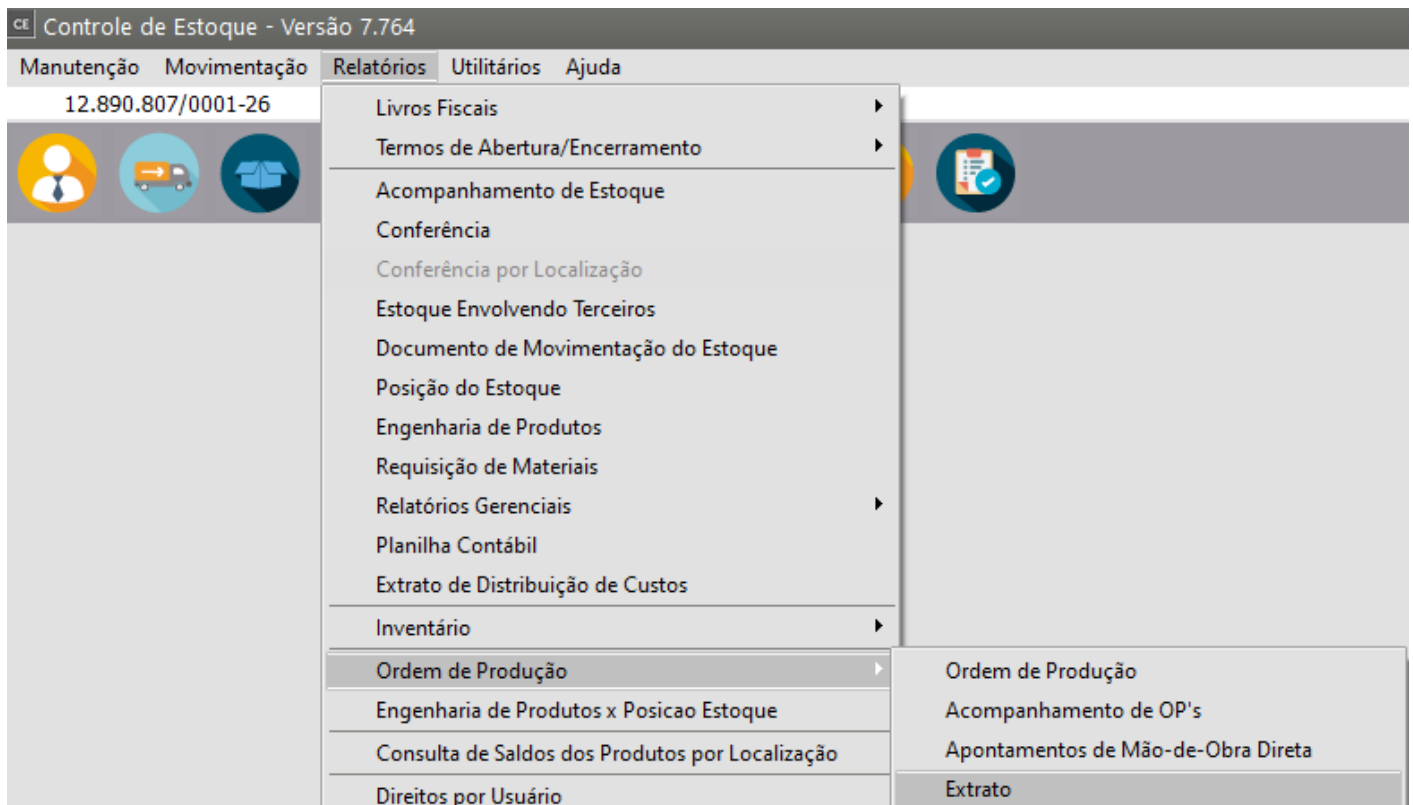 CE Controle de Estoque - Versão 7.764
Manutenção Movimentação Relatórios Utilitários Ajuda
12.890.807/0001-26
Livros Fiscais
Termos de Abertura/Encerramento
Acompanhamento de Estoque
Conferência
Conferência por Localização
Estoque Envolvendo Terceiros
Documento de Movimentação do Estoque
Posição do Estoque
Engenharia de Produtos
Requisição de Materiais
Relatórios Gerenciais
Planilha Contábil
Extrato de Distribuição de Custos
Inventário
Ordem de Produção
Engenharia de Produtos x Posicao Estoque
Consulta de Saldos dos Produtos por Localização
Direitos por Usuário
Ordem de Produção
Acompanhamento de OP's
Apontamentos de Mão-de-Obra Direta
Extrato